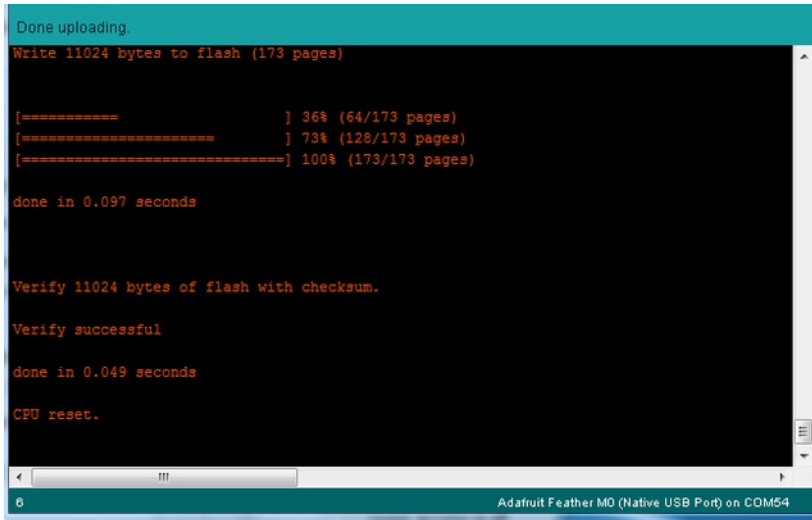 Done uploading.
Write 11024 bytes to flash (173 pages)
[===========                   ] 36% (64/173 pages)
[======================        ] 73% (128/173 pages)
[==============================] 100% (173/173 pages)
done in 0.097 seconds
Verify 11024 bytes of flash with checksum.
Verify successful
done in 0.049 seconds
CPU reset.
6 Adafruit Feather M0 (Native USB Port) on COM54